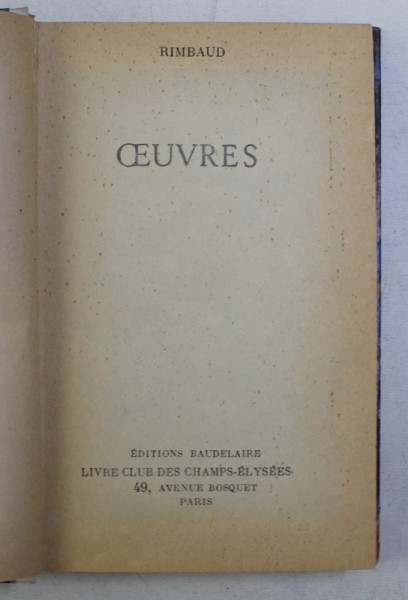 RIMBAUD
ŒUVRES
ÉDITIONS BAUDELAIRE
LIVRE CLUB DES CHAMPS-ÉLYSÉES
49, AVENUE BOSQUET
PARIS